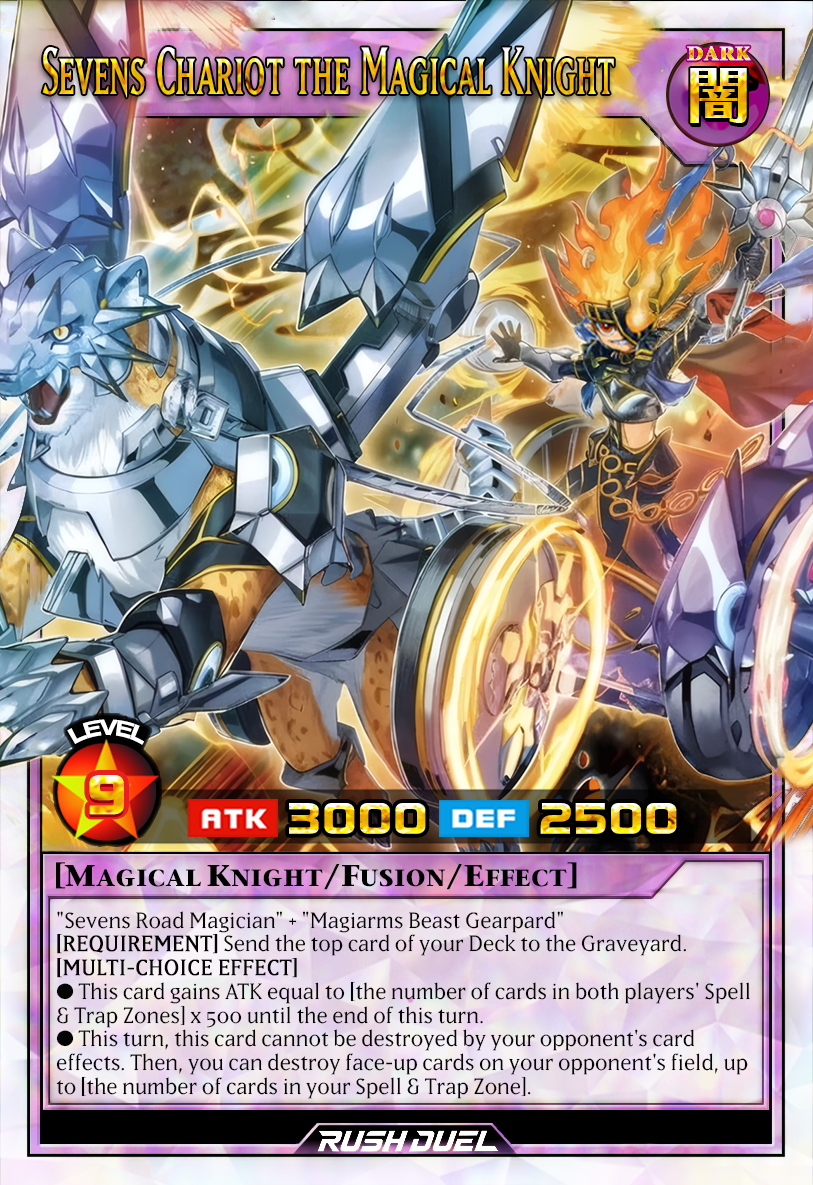 Sevens Chariot the Magical Knight
DARK
闇
LEVEL
9
ATK 3000 DEF 2500
[Magical Knight/Fusion/Effect]
"Sevens Road Magician" + "Magiarms Beast Gearpard"
[REQUIREMENT] Send the top card of your Deck to the Graveyard.
[MULTI-CHOICE EFFECT]
● This card gains ATK equal to [the number of cards in both players' Spell
& Trap Zones] x 500 until the end of this turn.
● This turn, this card cannot be destroyed by your opponent's card
effects. Then, you can destroy face-up cards on your opponent's field, up
to [the number of cards in your Spell & Trap Zone].
RUSH DUEL